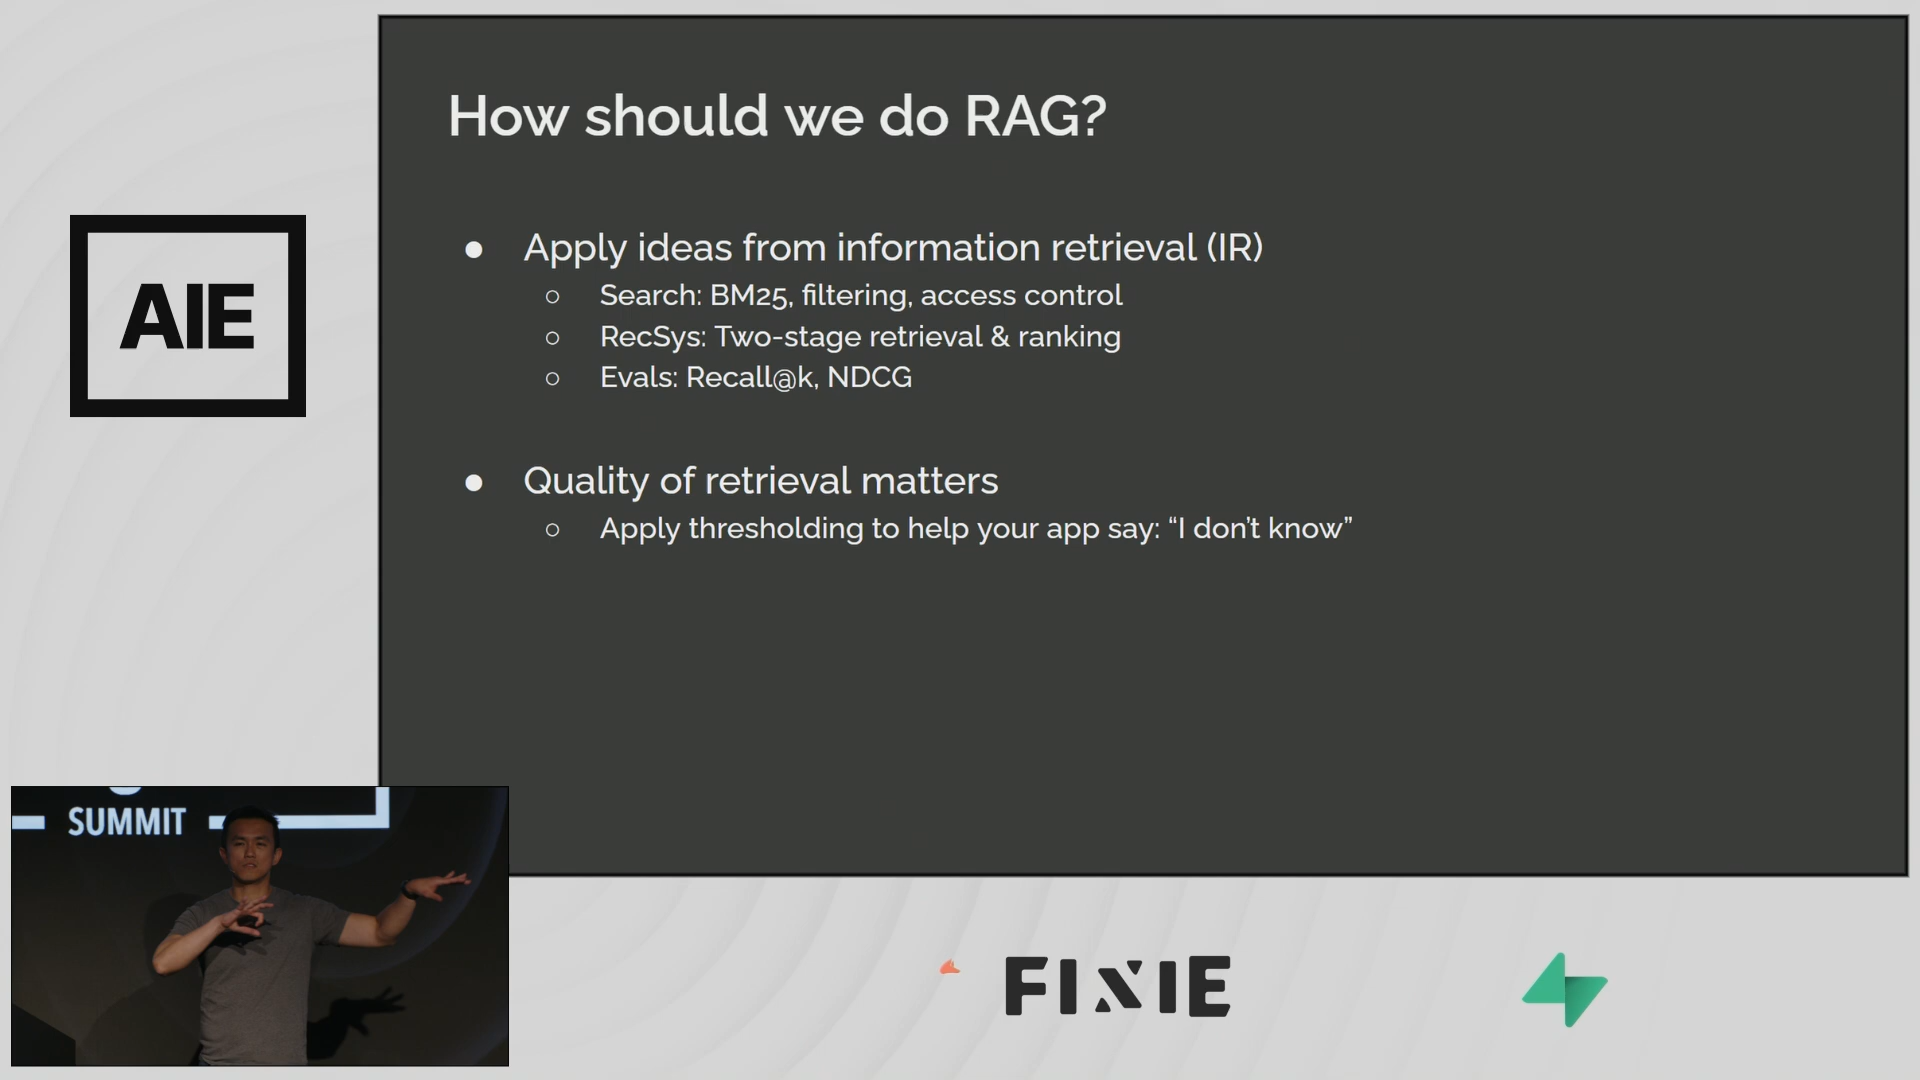 How should we do RAG?
● Apply ideas from information retrieval (IR)
○ Search: BM25, filtering, access control
○ RecSys: Two-stage retrieval & ranking
○ Evals: Recall@k, NDCG
● Quality of retrieval matters
○ Apply thresholding to help your app say: “I don’t know”
AIE
SUMMIT
FIXIE